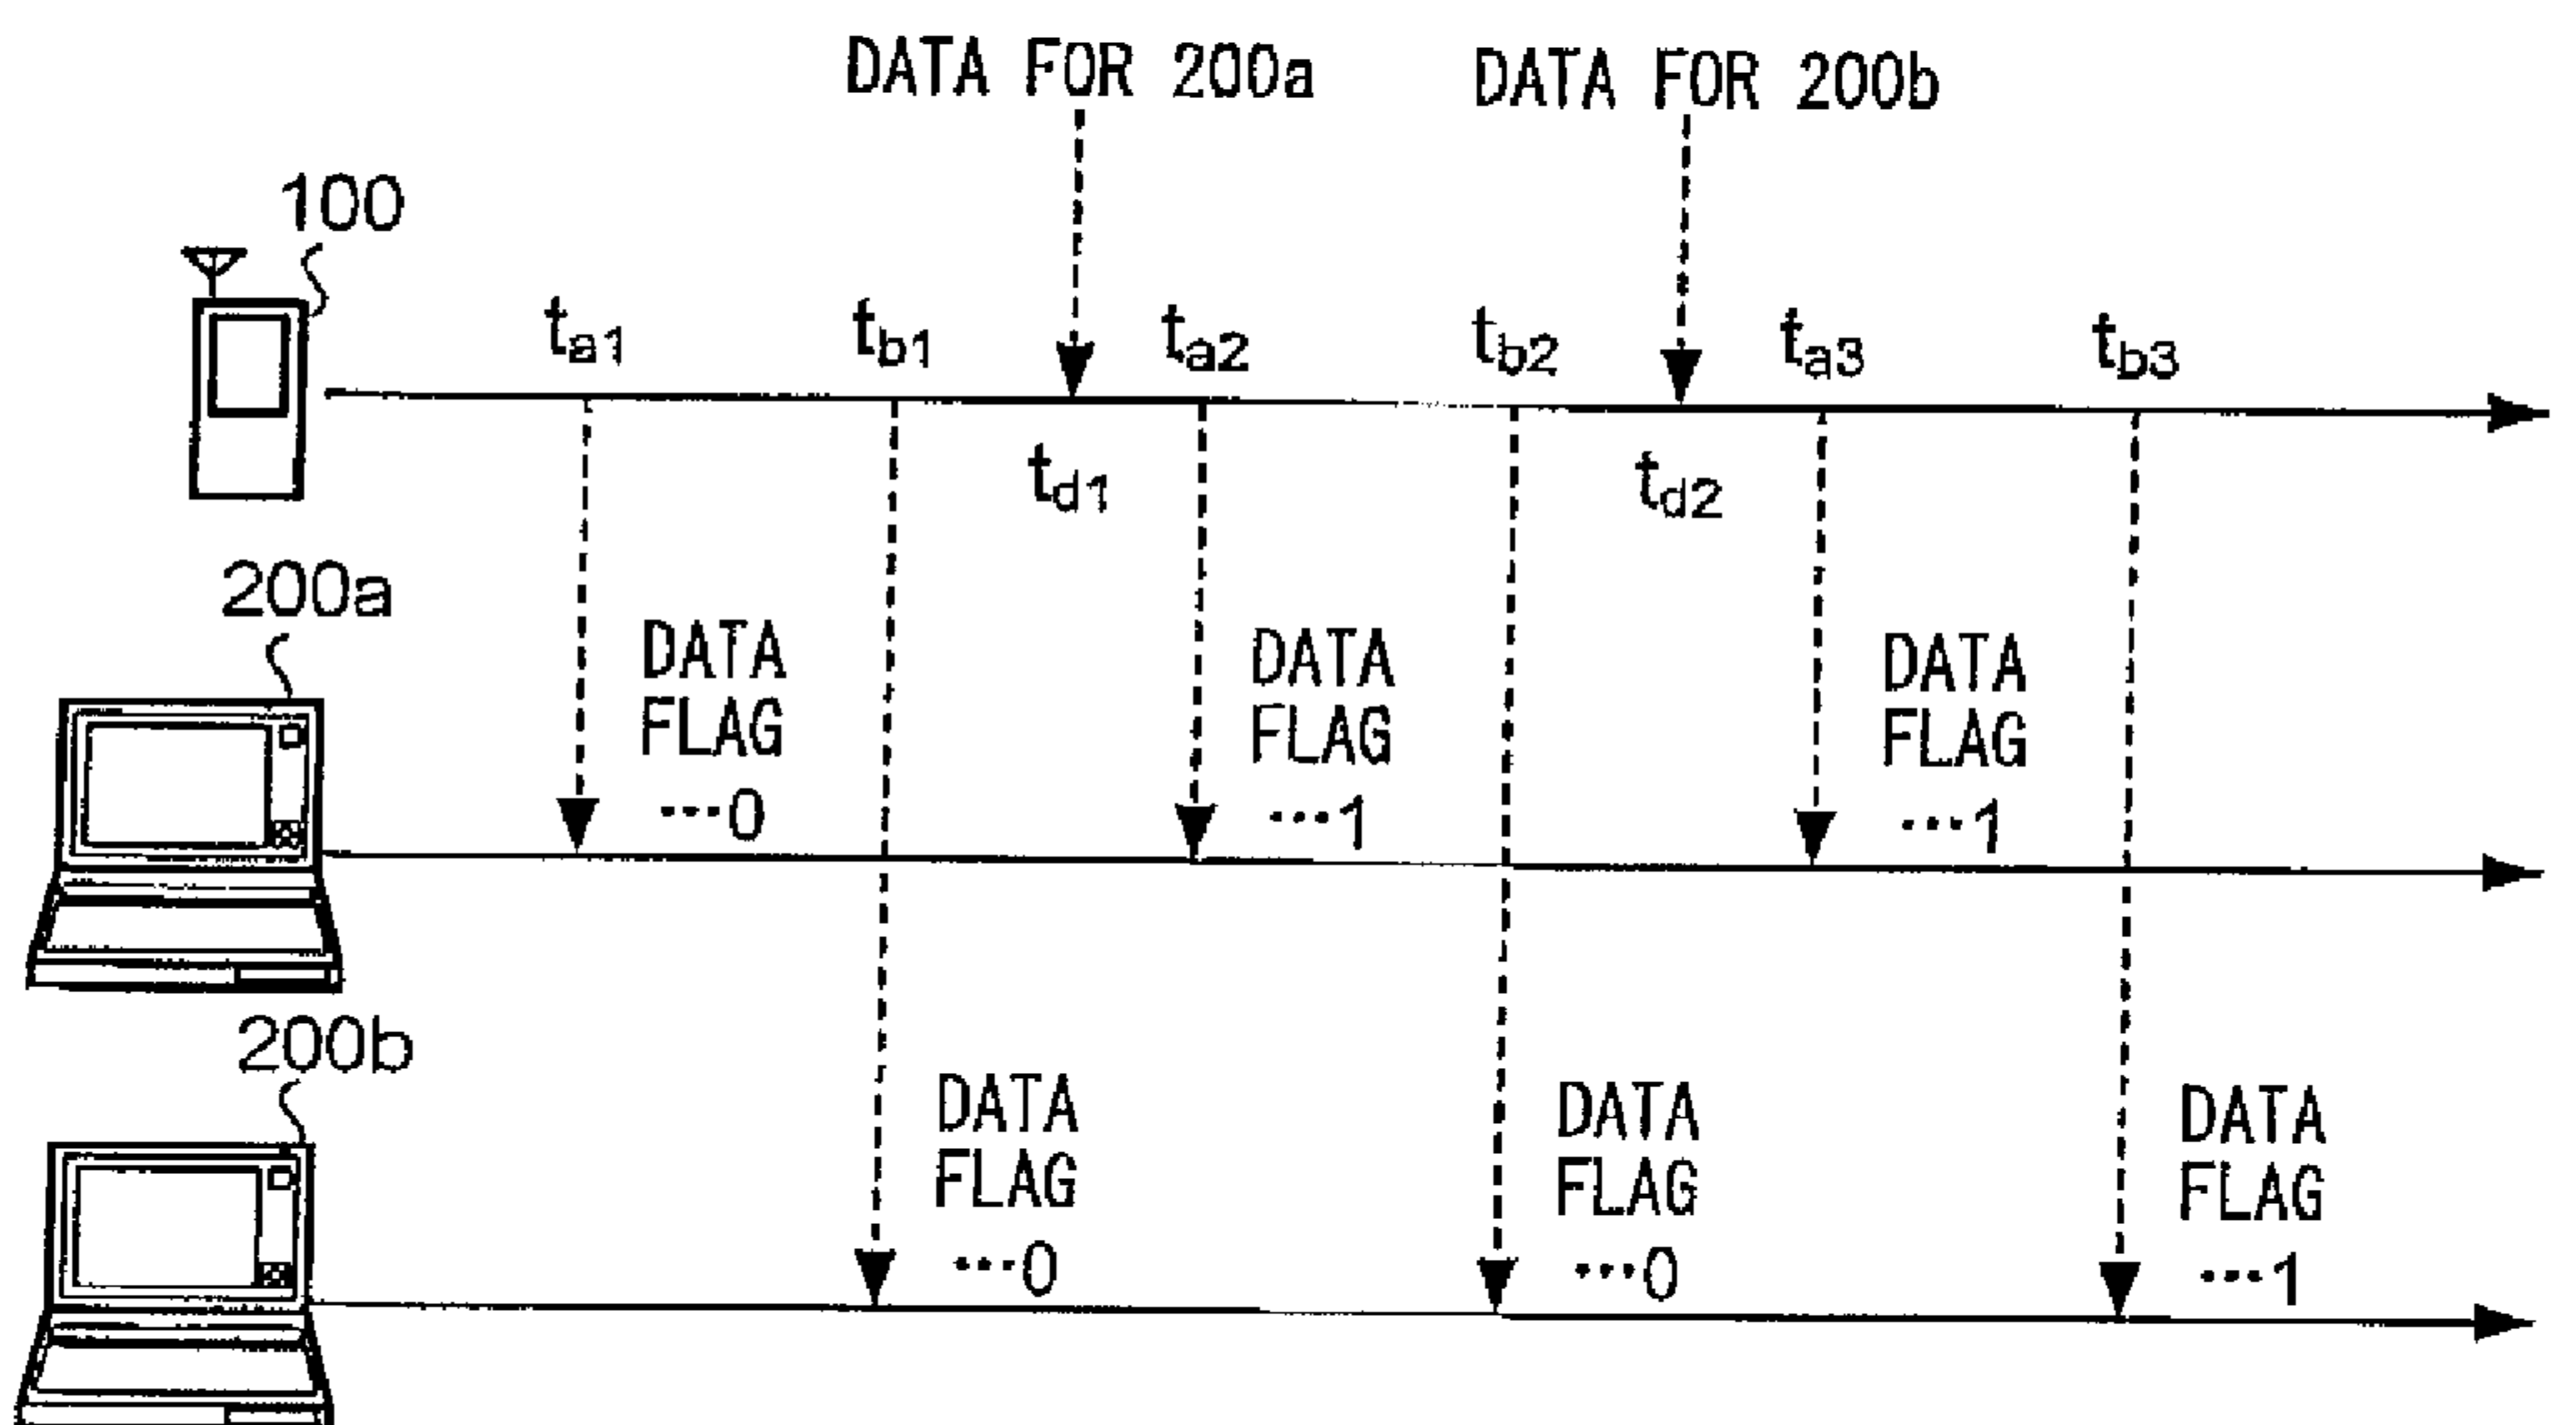 DATA FOR 200a
DATA FOR 200b
100
ta1
tb1
ta2
tb2
ta3
tb3
td1
td2
200a
DATA
FLAG
…0
DATA
FLAG
…1
DATA
FLAG
…1
200b
DATA
FLAG
…0
DATA
FLAG
…0
DATA
FLAG
…1